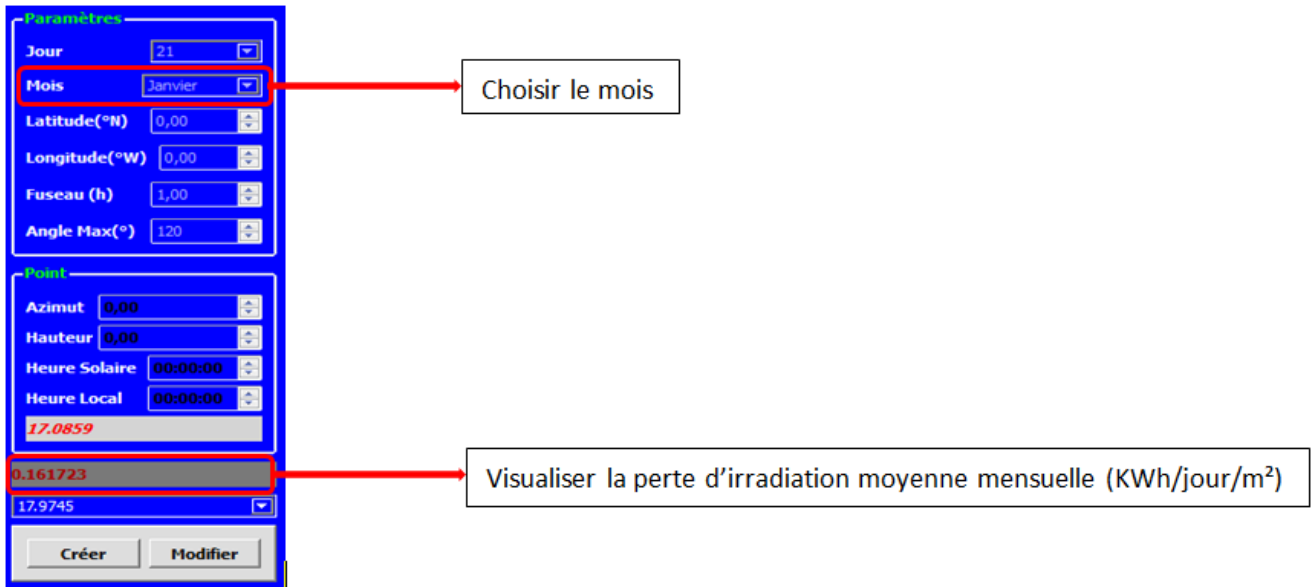 Paramètres
Jour 21
Mois Janvier
Choisir le mois
Latitude(°N) 0,00
Longitude(°W) 0,00
Fuseau (h) 1,00
Angle Max(°) 120
Point
Azimut 0,00
Hauteur 0,00
Heure Solaire 00:00:00
Heure Local 00:00:00
17.0859
0.161723
Visualiser la perte d’irradiation moyenne mensuelle (KWh/jour/m²)
17.9745
Créer Modifier